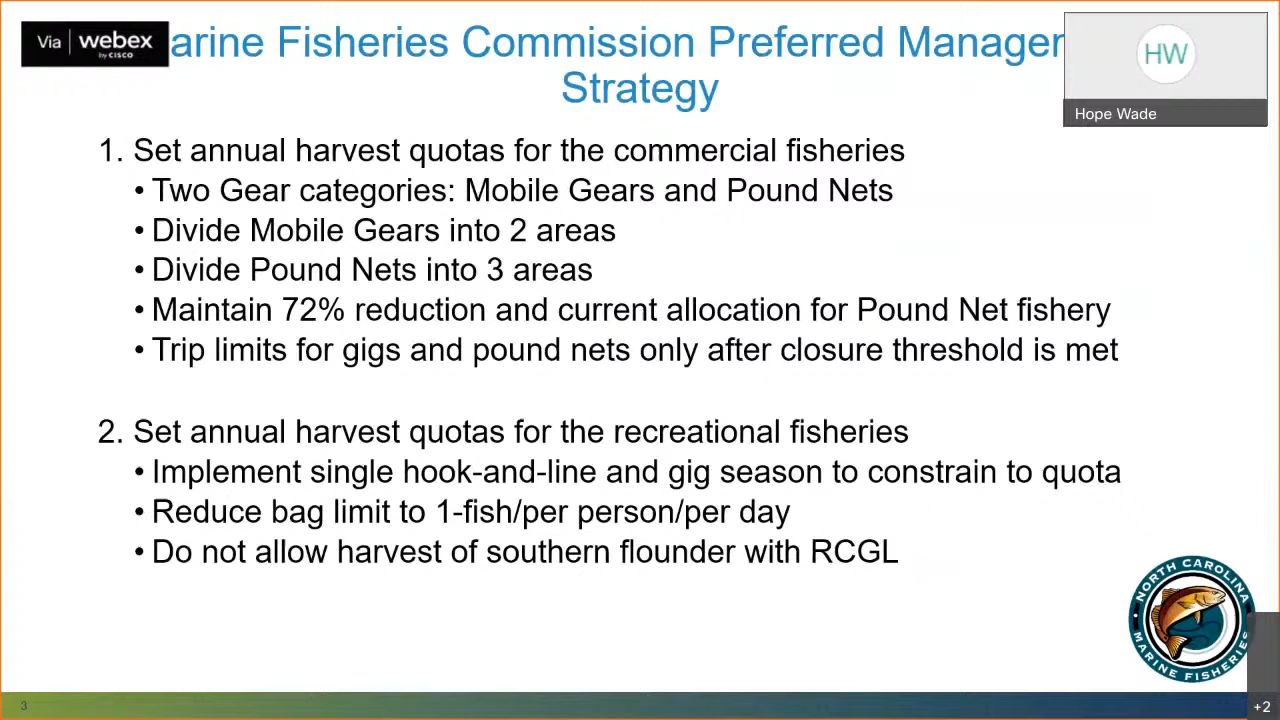 Via webex
by CISCO
arine Fisheries Commission Preferred Manager
Strategy
HW
Hope Wade
1. Set annual harvest quotas for the commercial fisheries
• Two Gear categories: Mobile Gears and Pound Nets
• Divide Mobile Gears into 2 areas
• Divide Pound Nets into 3 areas
• Maintain 72% reduction and current allocation for Pound Net fishery
• Trip limits for gigs and pound nets only after closure threshold is met
2. Set annual harvest quotas for the recreational fisheries
• Implement single hook-and-line and gig season to constrain to quota
• Reduce bag limit to 1-fish/per person/per day
• Do not allow harvest of southern flounder with RCGL
NORTH CAROLINA
MARINE FISHERIES
3
+2